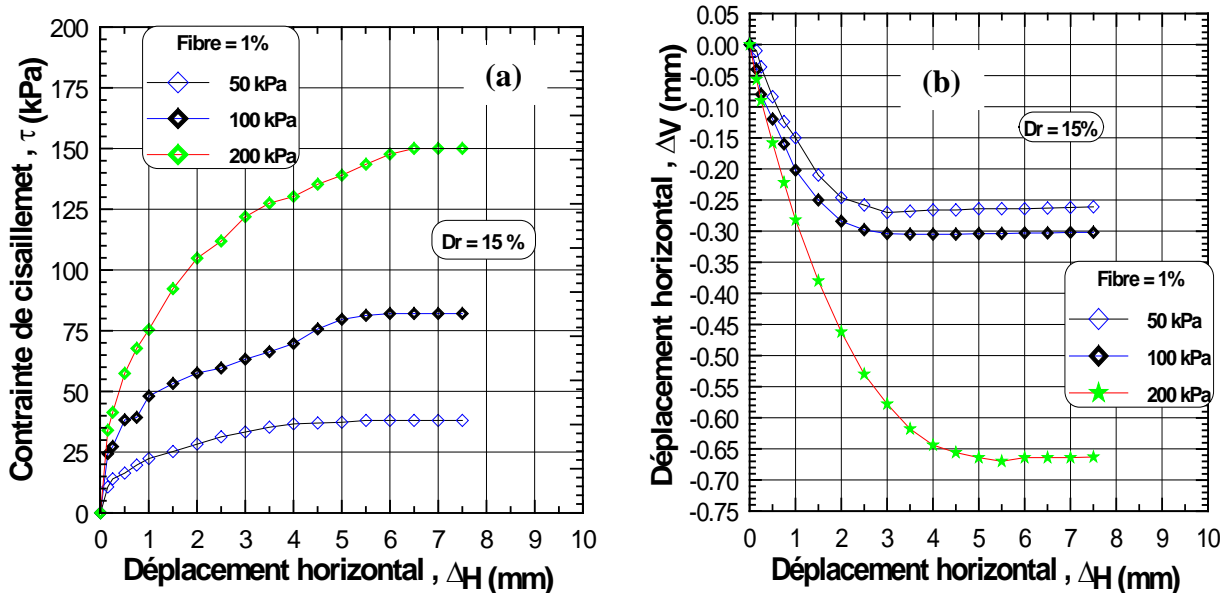 Contrainte de cisaillemet , τ (kPa)
200
175
150
125
100
75
50
25
0
Fibre = 1%
50 kPa
100 kPa
200 kPa
(a)
Dr = 15 %
0 1 2 3 4 5 6 7 8 9 10
Déplacement horizontal , ΔH (mm)
Déplacement horizontal , ΔV (mm)
0.05
0.00
-0.05
-0.10
-0.15
-0.20
-0.25
-0.30
-0.35
-0.40
-0.45
-0.50
-0.55
-0.60
-0.65
-0.70
-0.75
(b)
Dr = 15%
Fibre = 1%
50 kPa
100 kPa
200 kPa
0 1 2 3 4 5 6 7 8 9 10
Déplacement horizontal , ΔH (mm)